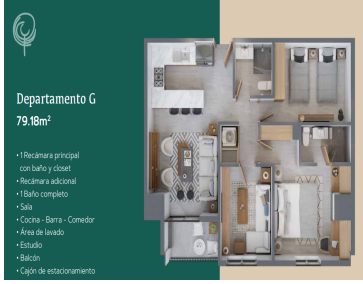 Departamento G
79.18m²
• 1 Recámara principal
con baño y closet
• Recámara adicional
• 1 Baño completo
• Sala
• Cocina - Barra - Comedor
• Área de lavado
• Estudio
• Balcón
• Cajón de estacionamiento